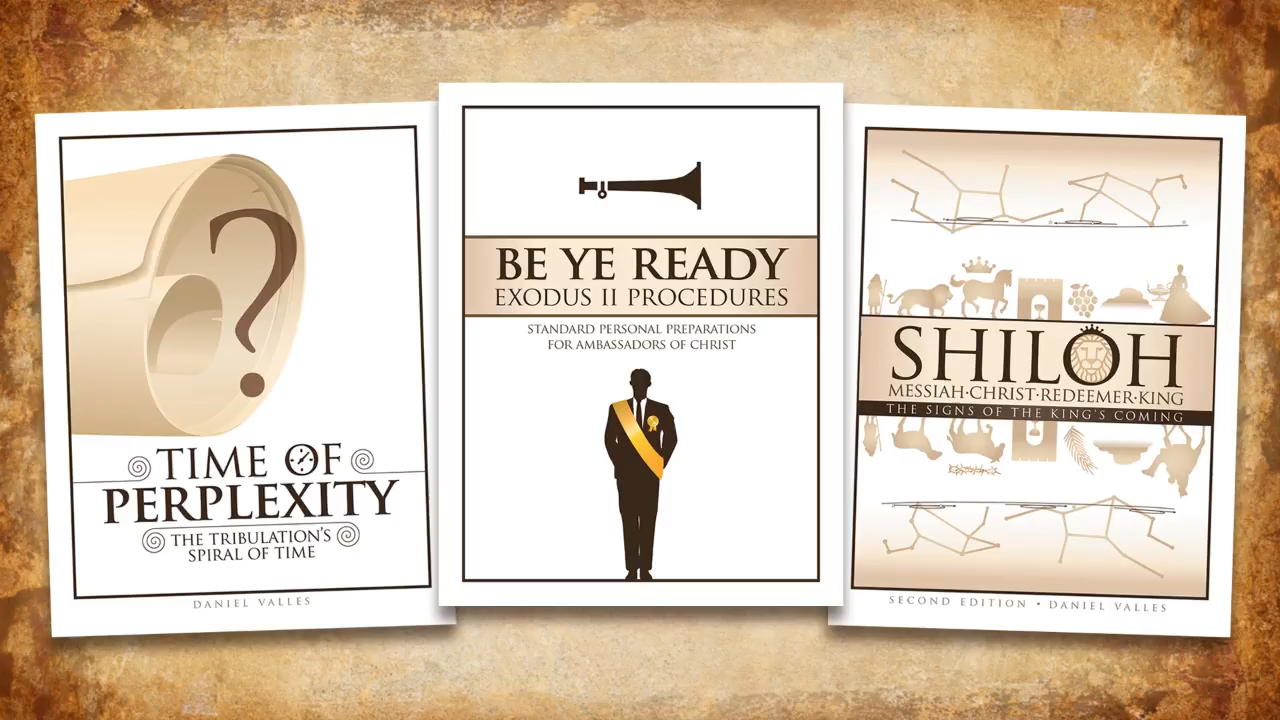 ?
TIME OF
PERPLEXITY
THE TRIBULATION'S
SPIRAL OF TIME
DANIEL VALLES
BE YE READY
EXODUS II PROCEDURES
STANDARD PERSONAL PREPARATIONS
FOR AMBASSADORS OF CHRIST
SHILOH
MESSIAH·CHRIST·REDEEMER·KING
THE SIGNS OF THE KING'S COMING
SECOND EDITION • DANIEL VALLES